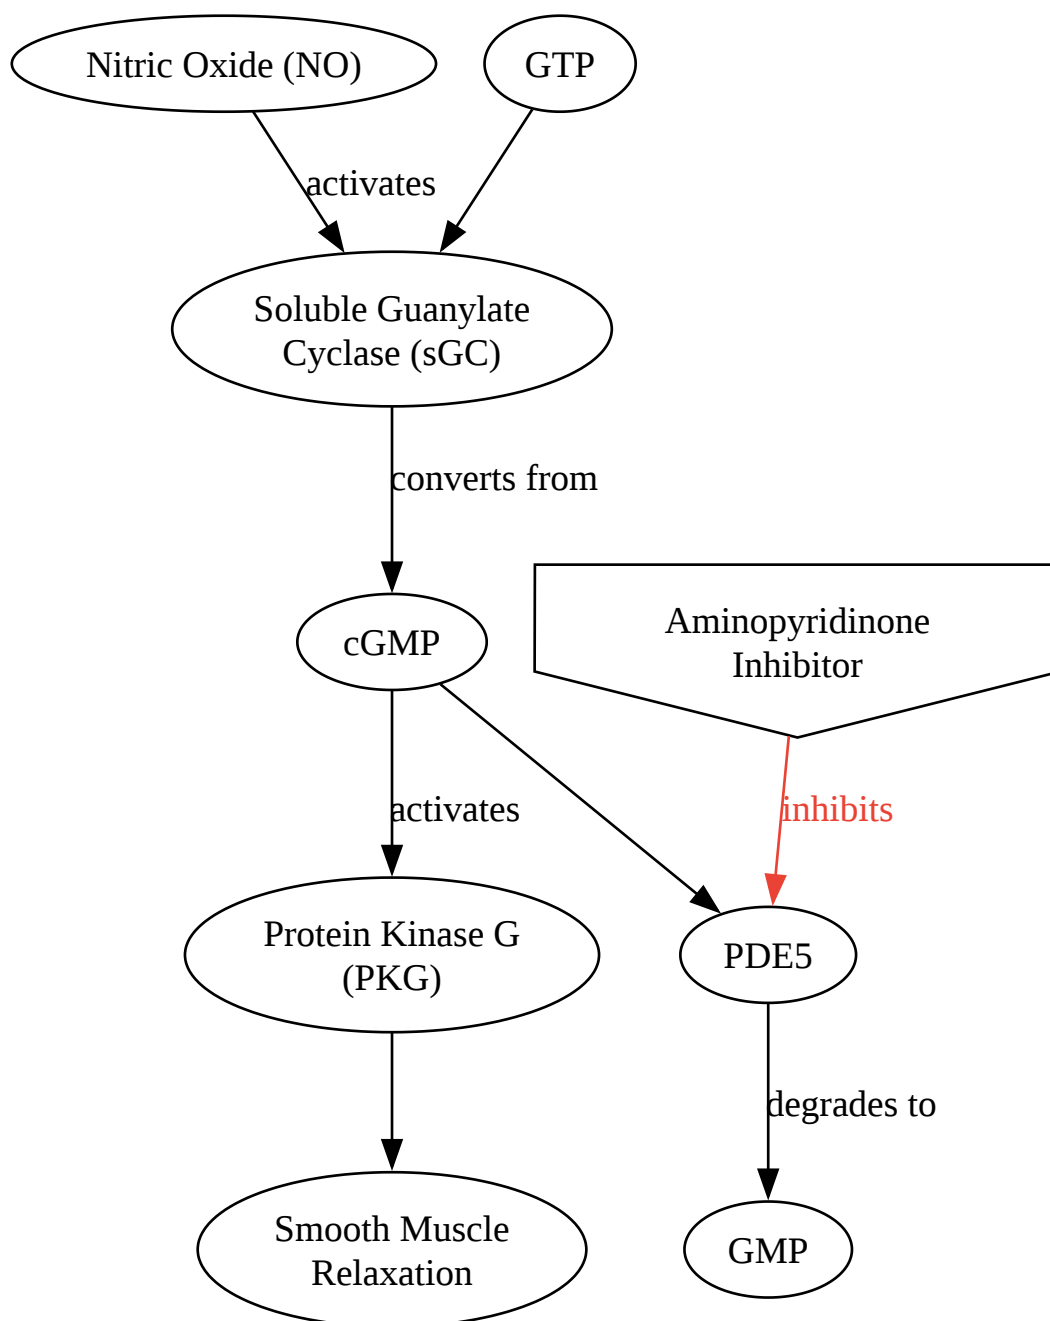 Nitric Oxide (NO)
GTP
activates
Soluble Guanylate
Cyclase (sGC)
converts from
cGMP
Aminopyridinone
Inhibitor
activates
inhibits
Protein Kinase G
(PKG)
PDE5
degrades to
Smooth Muscle
Relaxation
GMP